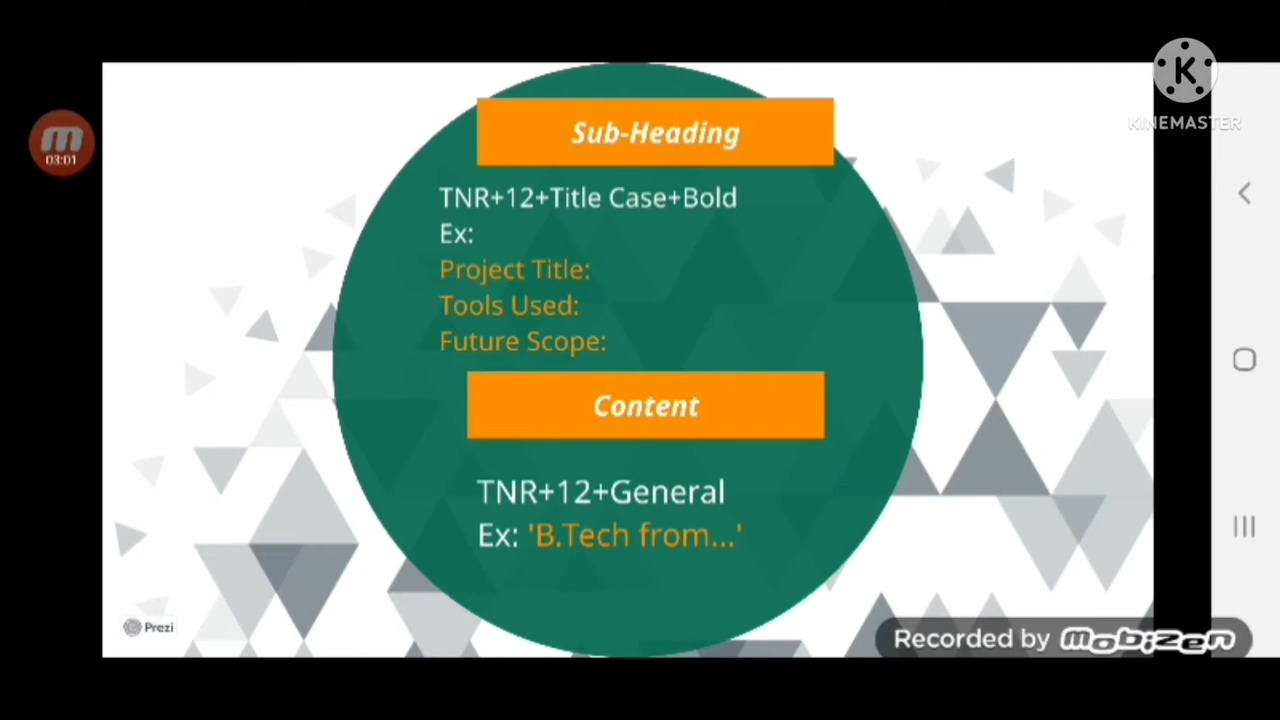 Sub-Heading
TNR+12+Title Case+Bold
Ex:
Project Title:
Tools Used:
Future Scope:
Content
TNR+12+General
Ex: 'B.Tech from...'
03:01
K
KINEMASTER
Prezi
Recorded by mobizen